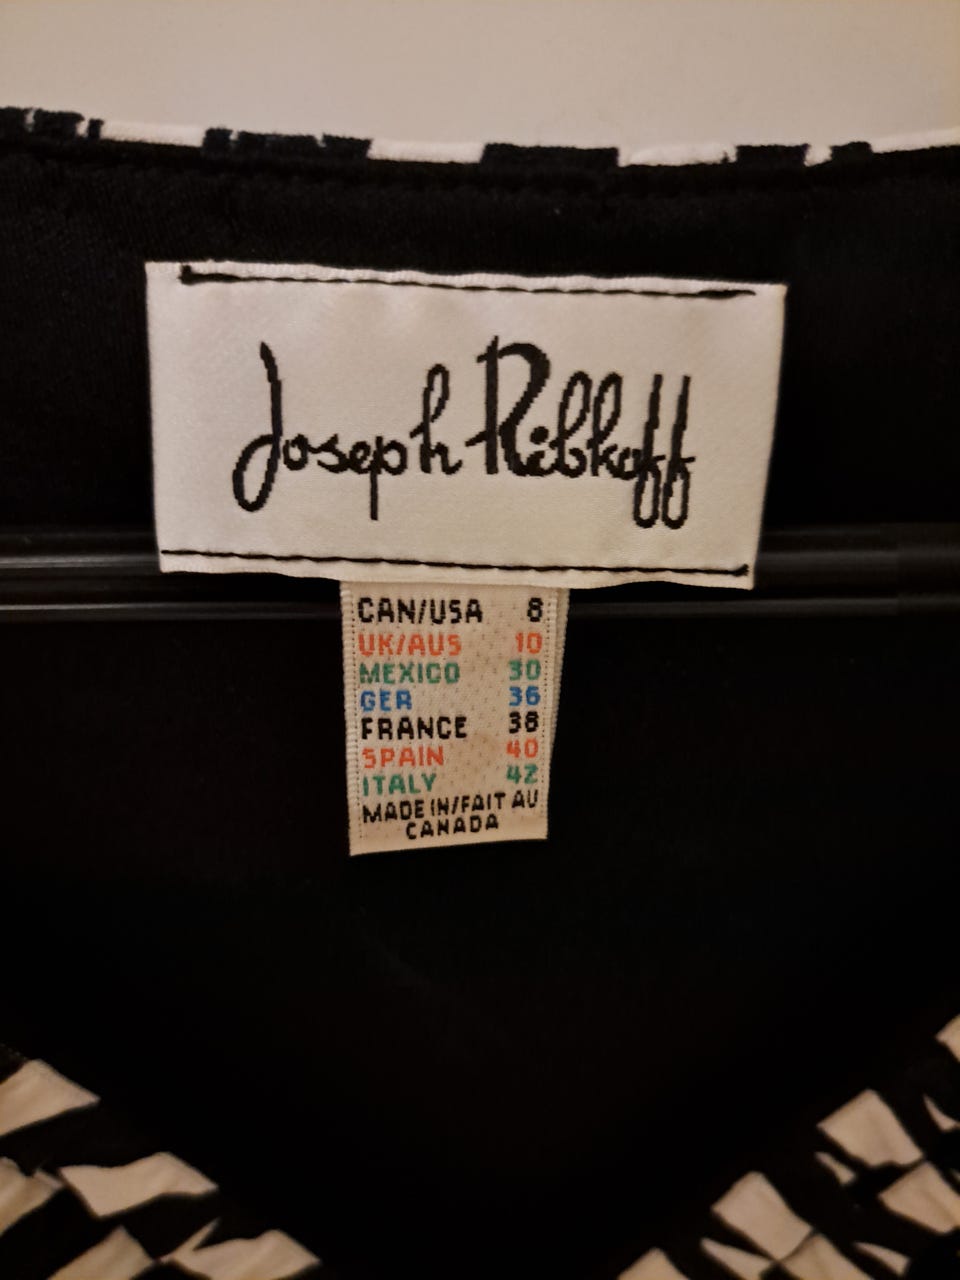 Joseph Ribkoff
CAN/USA 8
UK/AUS 10
MEXICO 30
GER 36
FRANCE 38
SPAIN 40
ITALY 42
MADE IN/FAIT AU
CANADA